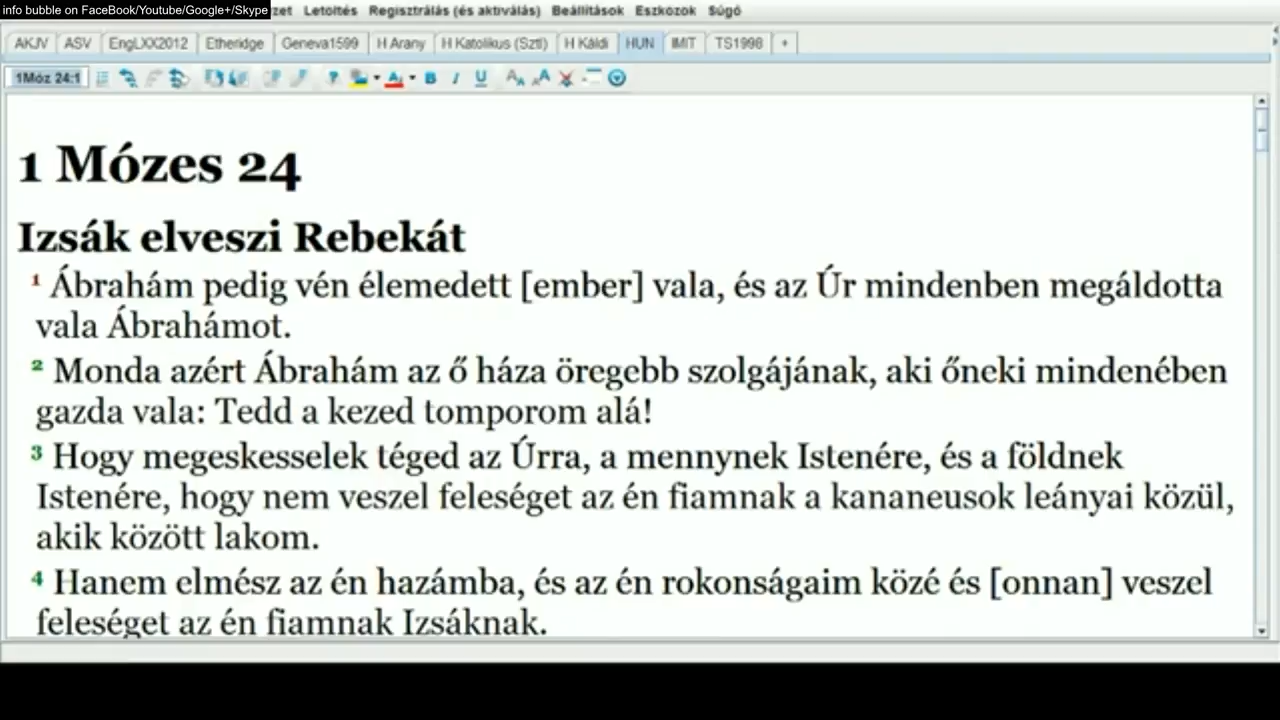 info bubble on FaceBook/Youtube/Google+/Skype
Letöltés Regisztrálás (és aktiválás) Beállítások Eszközök Súgó
AKJV ASV EngLXX2012 Etheridge Geneva1599 H Arany H Katolikus (SztI) H Káldi HUN IMIT TS1998 +
1Móz 24:1
1 Mózes 24
Izsák elveszi Rebekát
1 Ábrahám pedig vén élemedett [ember] vala, és az Úr mindenben megáldotta
vala Ábrahámot.
2 Monda azért Ábrahám az ő háza öregebb szolgájának, aki őneki mindenében
gazda vala: Tedd a kezed tomporom alá!
3 Hogy megeskesselek téged az Úrra, a mennynek Istenére, és a földnek
Istenére, hogy nem veszel feleséget az én fiamnak a kananeusok leányai közül,
akik között lakom.
4 Hanem elmész az én hazámba, és az én rokonságaim közé és [onnan] veszel
feleséget az én fiamnak Izsáknak.